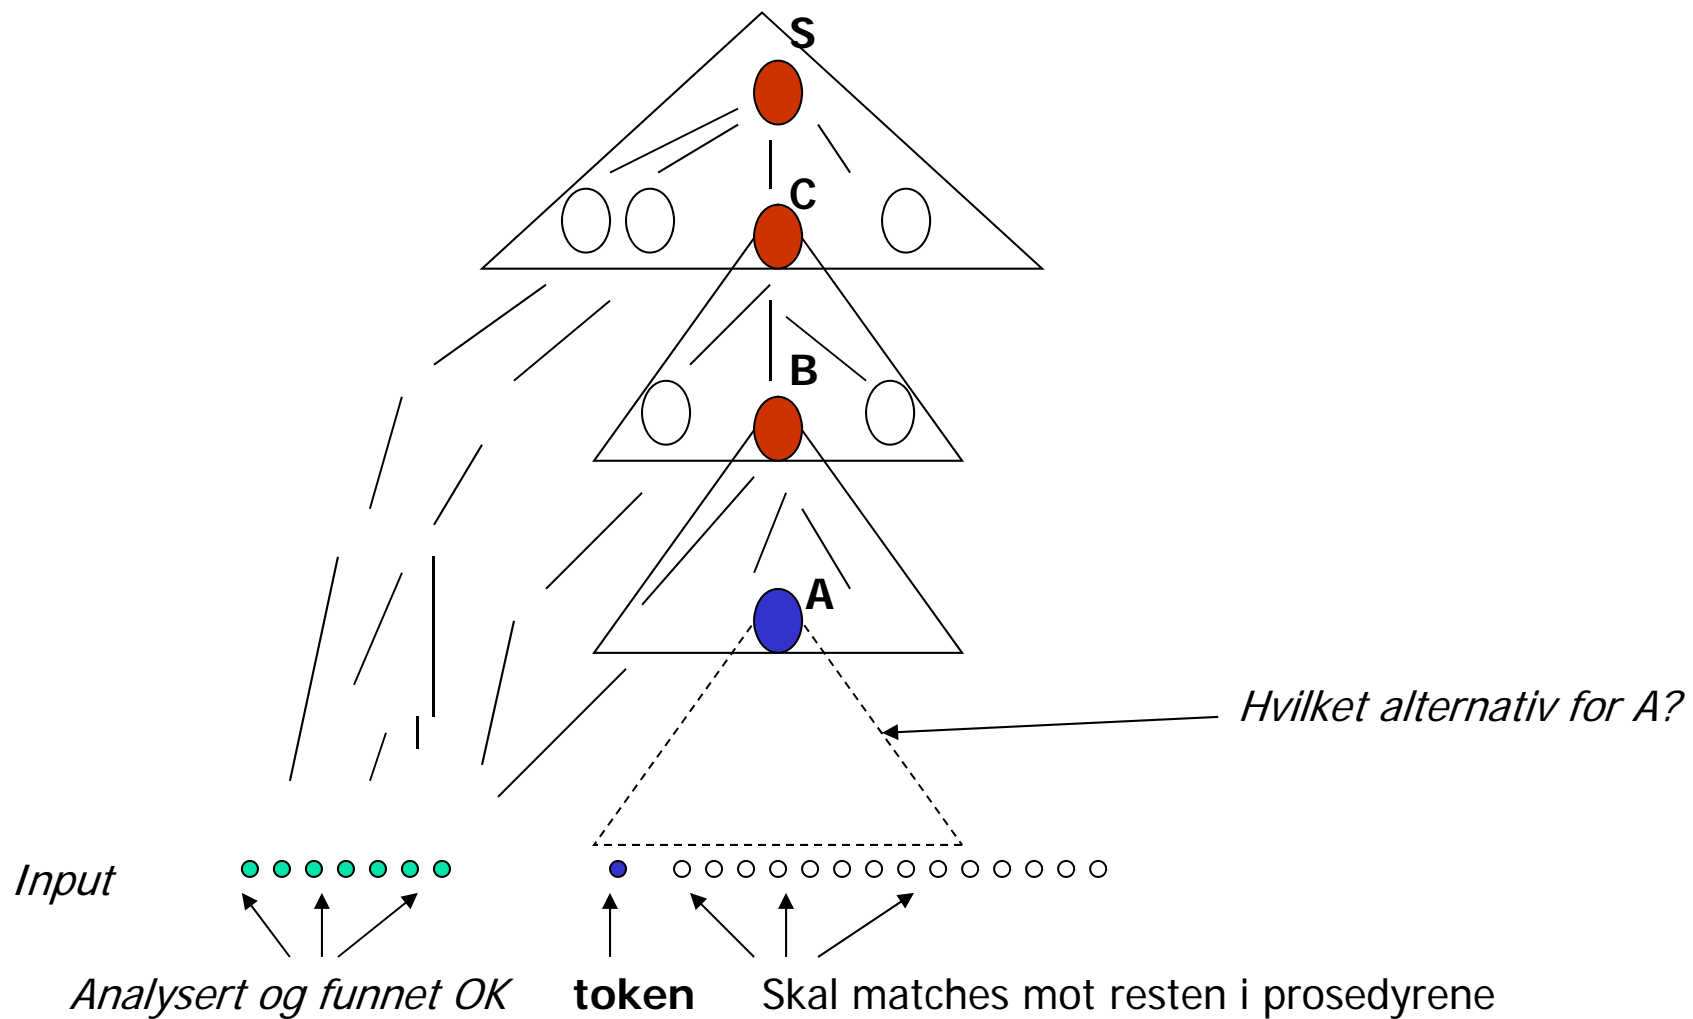 S
C
B
A
Hvilket alternativ for A?
Input
Analysert og funnet OK token Skal matches mot resten i prosedyrene